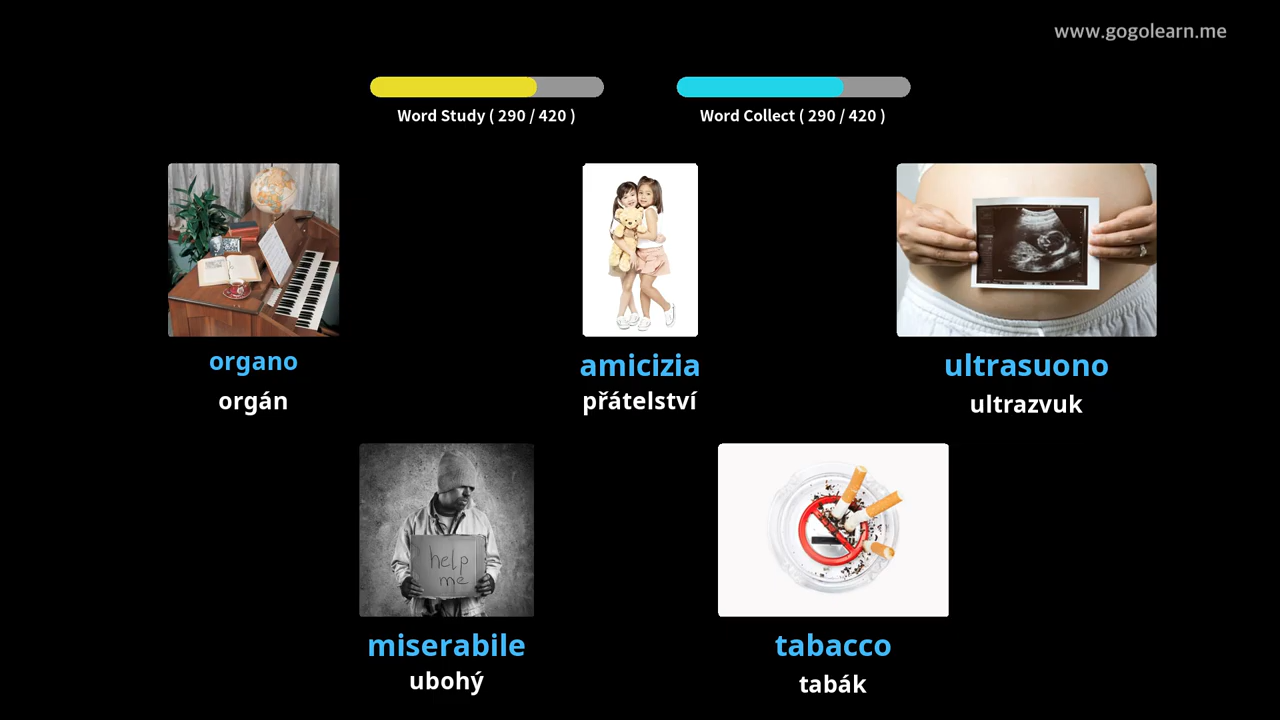 www.gogolearn.me
Word Study ( 290 / 420 )
Word Collect ( 290 / 420 )
organo
orgán
amicizia
přátelství
ultrasuono
ultrazvuk
help
me
miserabile
ubohý
tabacco
tabák